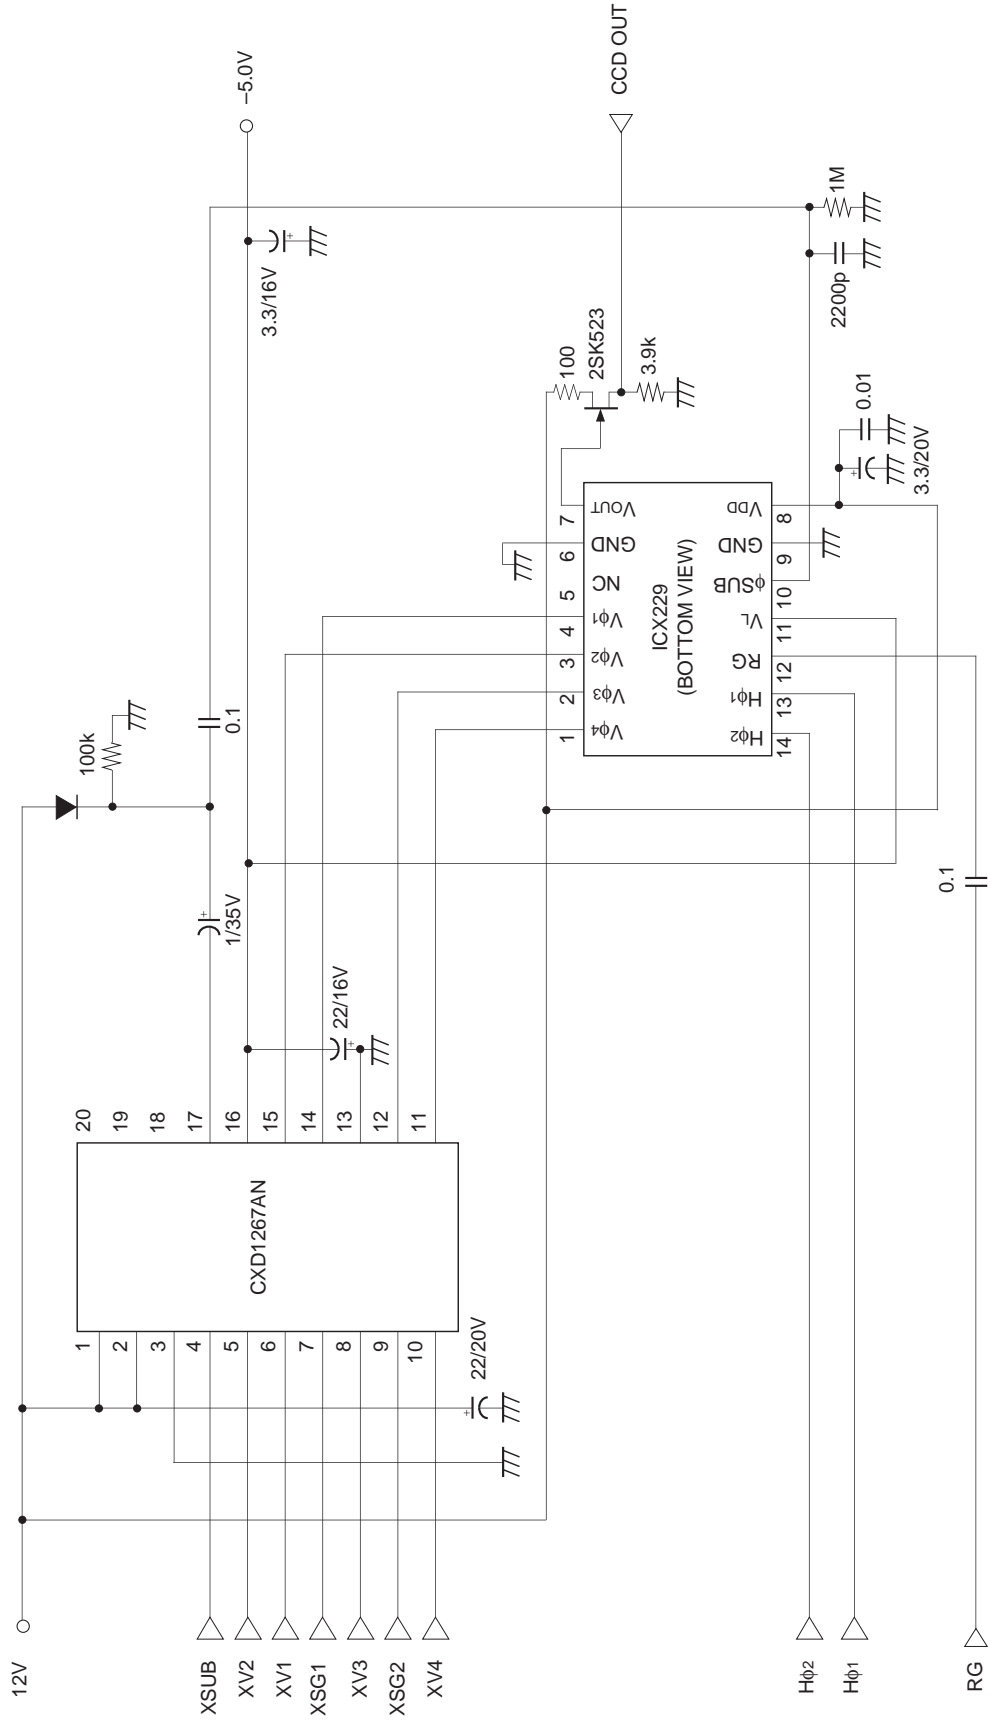 12V
XSUB
XV2
XV1
XSG1
XV3
XSG2
XV4
Hϕ2
Hϕ1
RG
1
2
3
4
5
6
7
8
9
10
22/20V
CXD1267AN
20
19
18
17
16
15
14
13
12
11
22/16V
1/35V
100k
0.1
3.3/16V
–5.0V
0.1
1
2
3
4
5
6
7
Vϕ4
Vϕ3
Vϕ2
Vϕ1
NC
GND
VOUT
ICX229
(BOTTOM VIEW)
Hϕ2
Hϕ1
RG
VL
ϕSUB
GND
VDD
14
13
12
11
10
9
8
100
2SK523
3.9k
CCD OUT
0.01
3.3/20V
2200p
1M